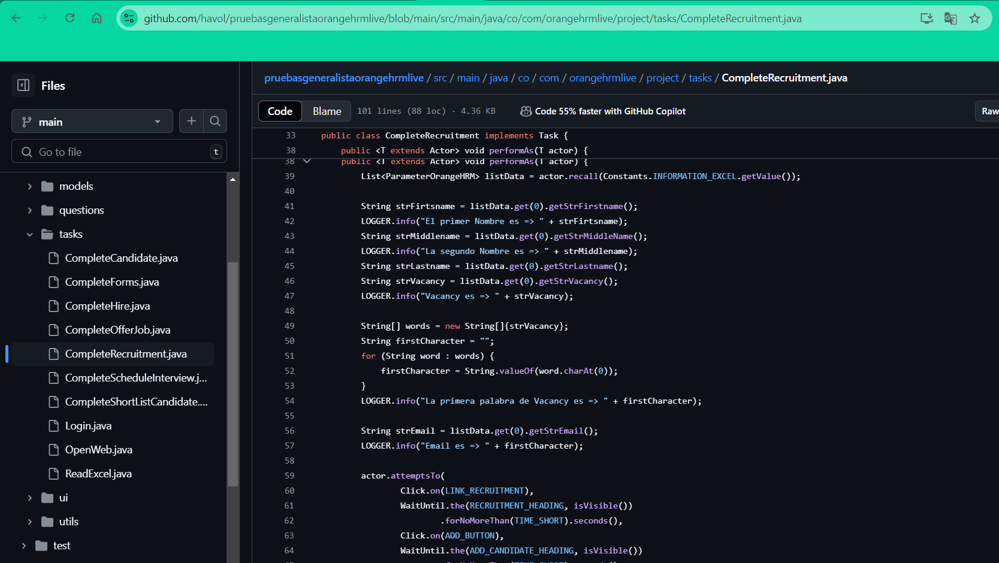 github.com/havol/pruebasgeneralistaorangehrmlive/blob/main/src/main/java/co/com/orangehrmlive/project/tasks/CompleteRecruitment.java
Files
main
Go to file
t
models
questions
tasks
CompleteCandidate.java
CompleteForms.java
CompleteHire.java
CompleteOfferJob.java
CompleteRecruitment.java
CompleteScheduleInterview.j...
CompleteShortListCandidate....
Login.java
OpenWeb.java
ReadExcel.java
ui
utils
test
pruebasgeneralistaorangehrmlive / src / main / java / co / com / orangehrmlive / project / tasks / CompleteRecruitment.java
Code Blame 101 lines (88 loc) · 4.36 KB Code 55% faster with GitHub Copilot Raw
33 public class CompleteRecruitment implements Task {
38 public <T extends Actor> void performAs(T actor) {
38 public <T extends Actor> void performAs(T actor) {
39 List<ParameterOrangeHRM> listData = actor.recall(Constants.INFORMATION_EXCEL.getValue());
40
41 String strFirtsname = listData.get(0).getStrFirstname();
42 LOGGER.info("El primer Nombre es => " + strFirtsname);
43 String strMiddlename = listData.get(0).getStrMiddleName();
44 LOGGER.info("La segundo Nombre es => " + strMiddlename);
45 String strLastname = listData.get(0).getStrLastname();
46 String strVacancy = listData.get(0).getStrVacancy();
47 LOGGER.info("Vacancy es => " + strVacancy);
48
49 String[] words = new String[]{strVacancy};
50 String firstCharacter = "";
51 for (String word : words) {
52 firstCharacter = String.valueOf(word.charAt(0));
53 }
54 LOGGER.info("La primera palabra de Vacancy es => " + firstCharacter);
55
56 String strEmail = listData.get(0).getStrEmail();
57 LOGGER.info("Email es => " + firstCharacter);
58
59 actor.attemptsTo(
60 Click.on(LINK_RECRUITMENT),
61 WaitUntil.the(RECRUITMENT_HEADING, isVisible())
62 .forNoMoreThan(TIME_SHORT).seconds(),
63 Click.on(ADD_BUTTON),
64 WaitUntil.the(ADD_CANDIDATE_HEADING, isVisible())